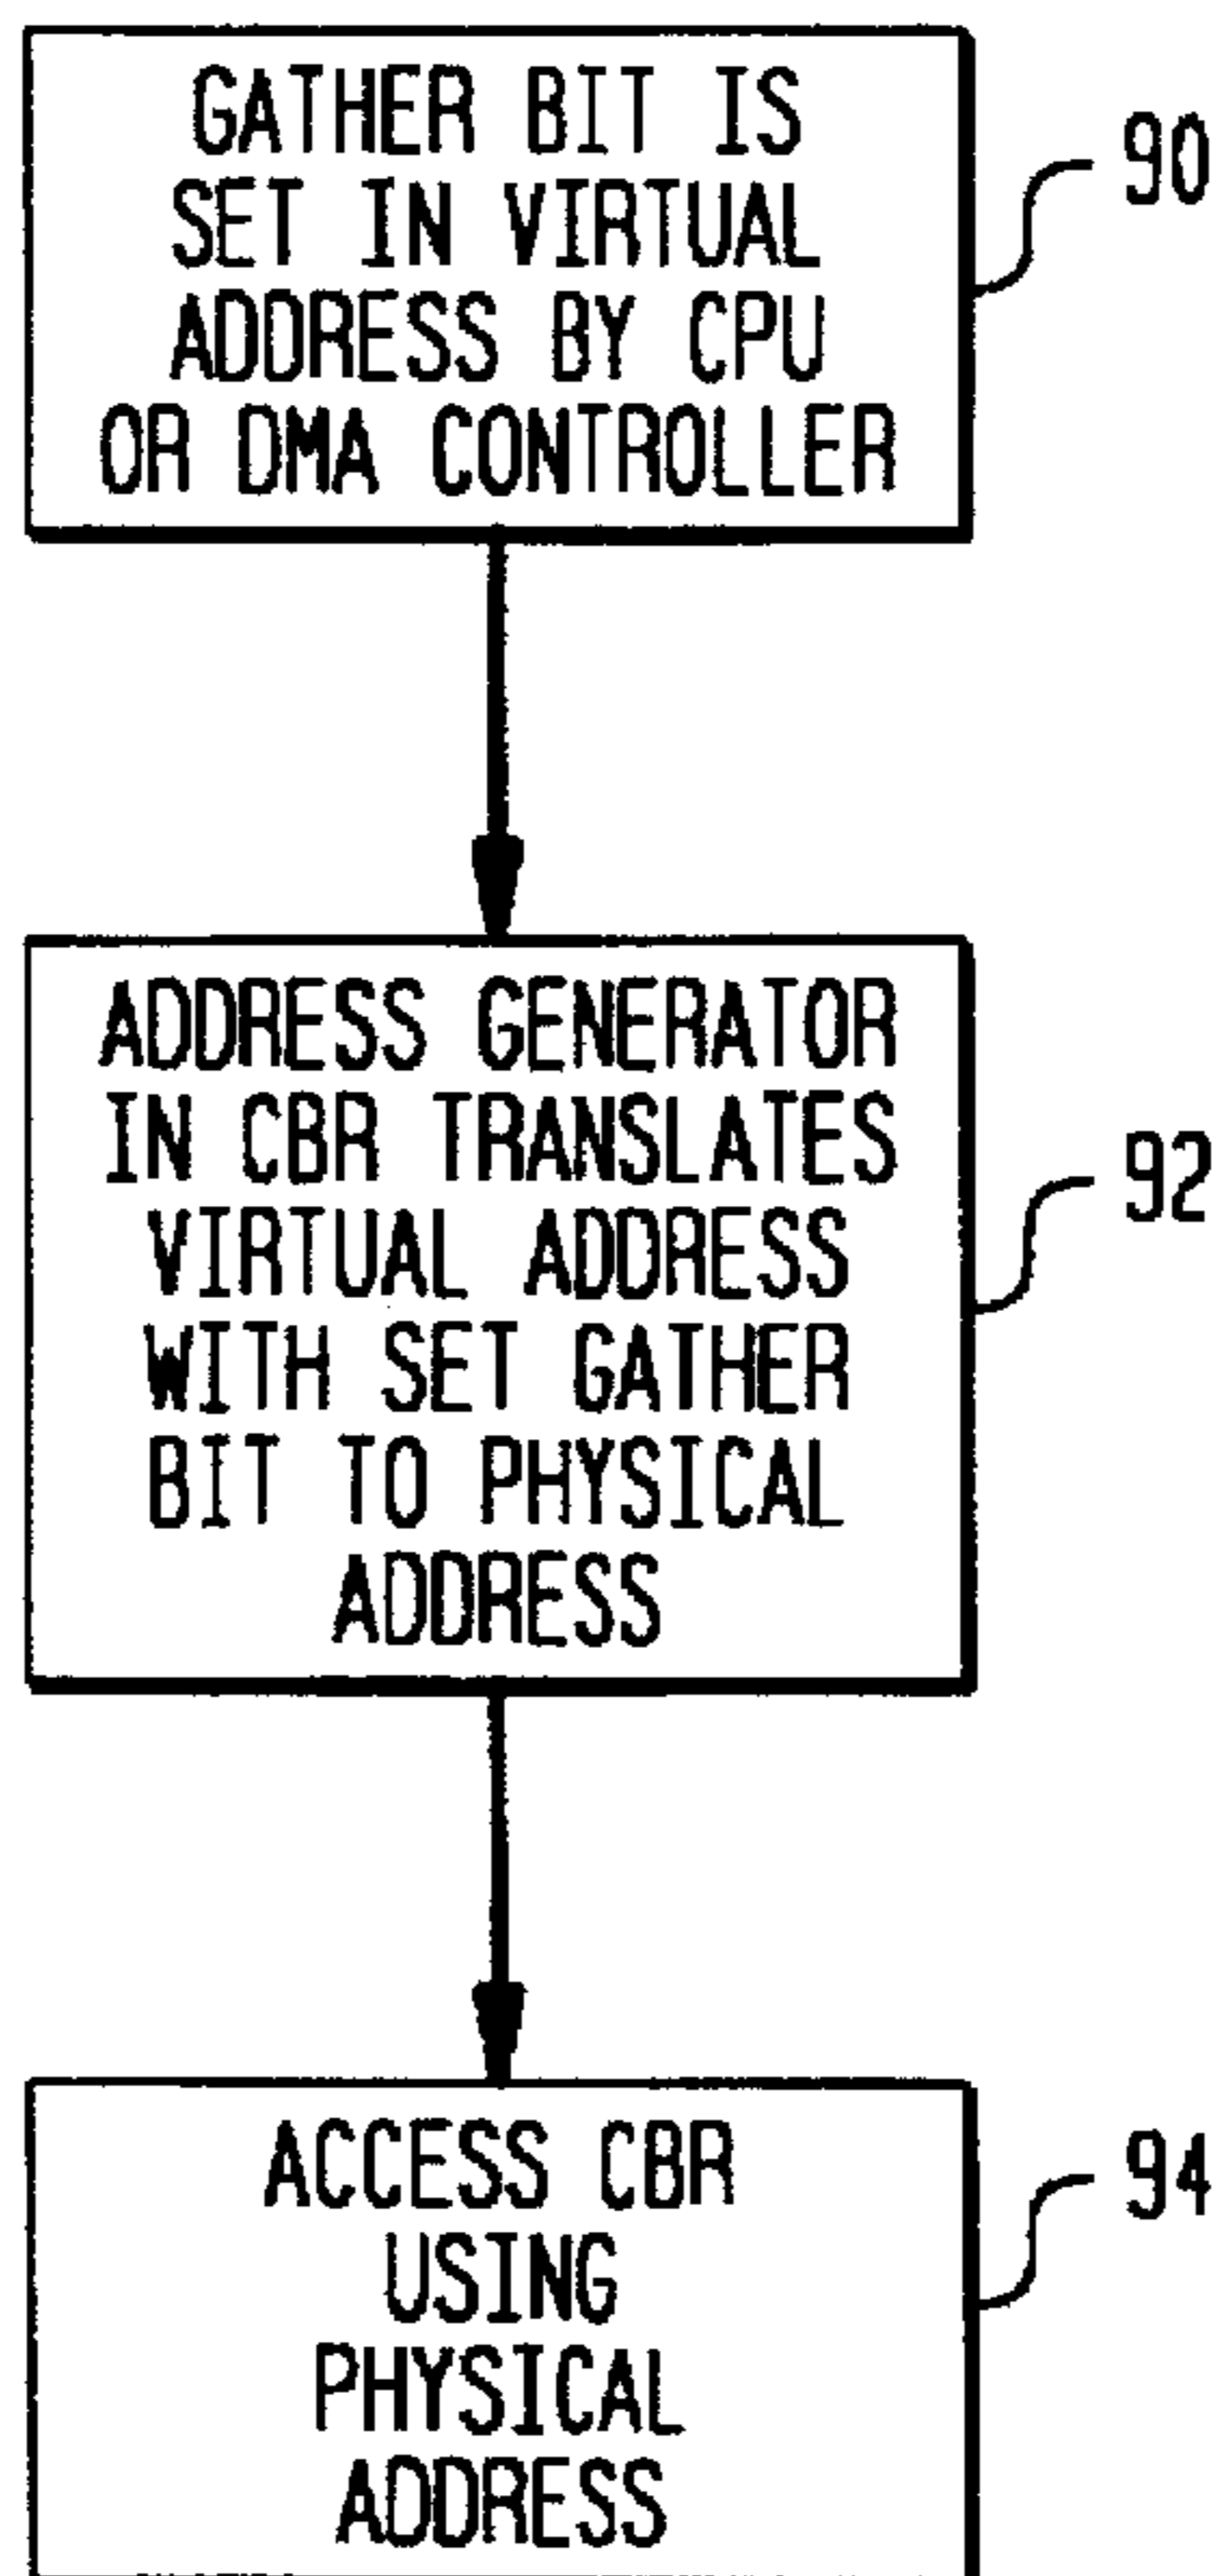 GATHER BIT IS
SET IN VIRTUAL
ADDRESS BY CPU
OR DMA CONTROLLER
90
ADDRESS GENERATOR
IN CBR TRANSLATES
VIRTUAL ADDRESS
WITH SET GATHER
BIT TO PHYSICAL
ADDRESS
92
ACCESS CBR
USING
PHYSICAL
ADDRESS
94